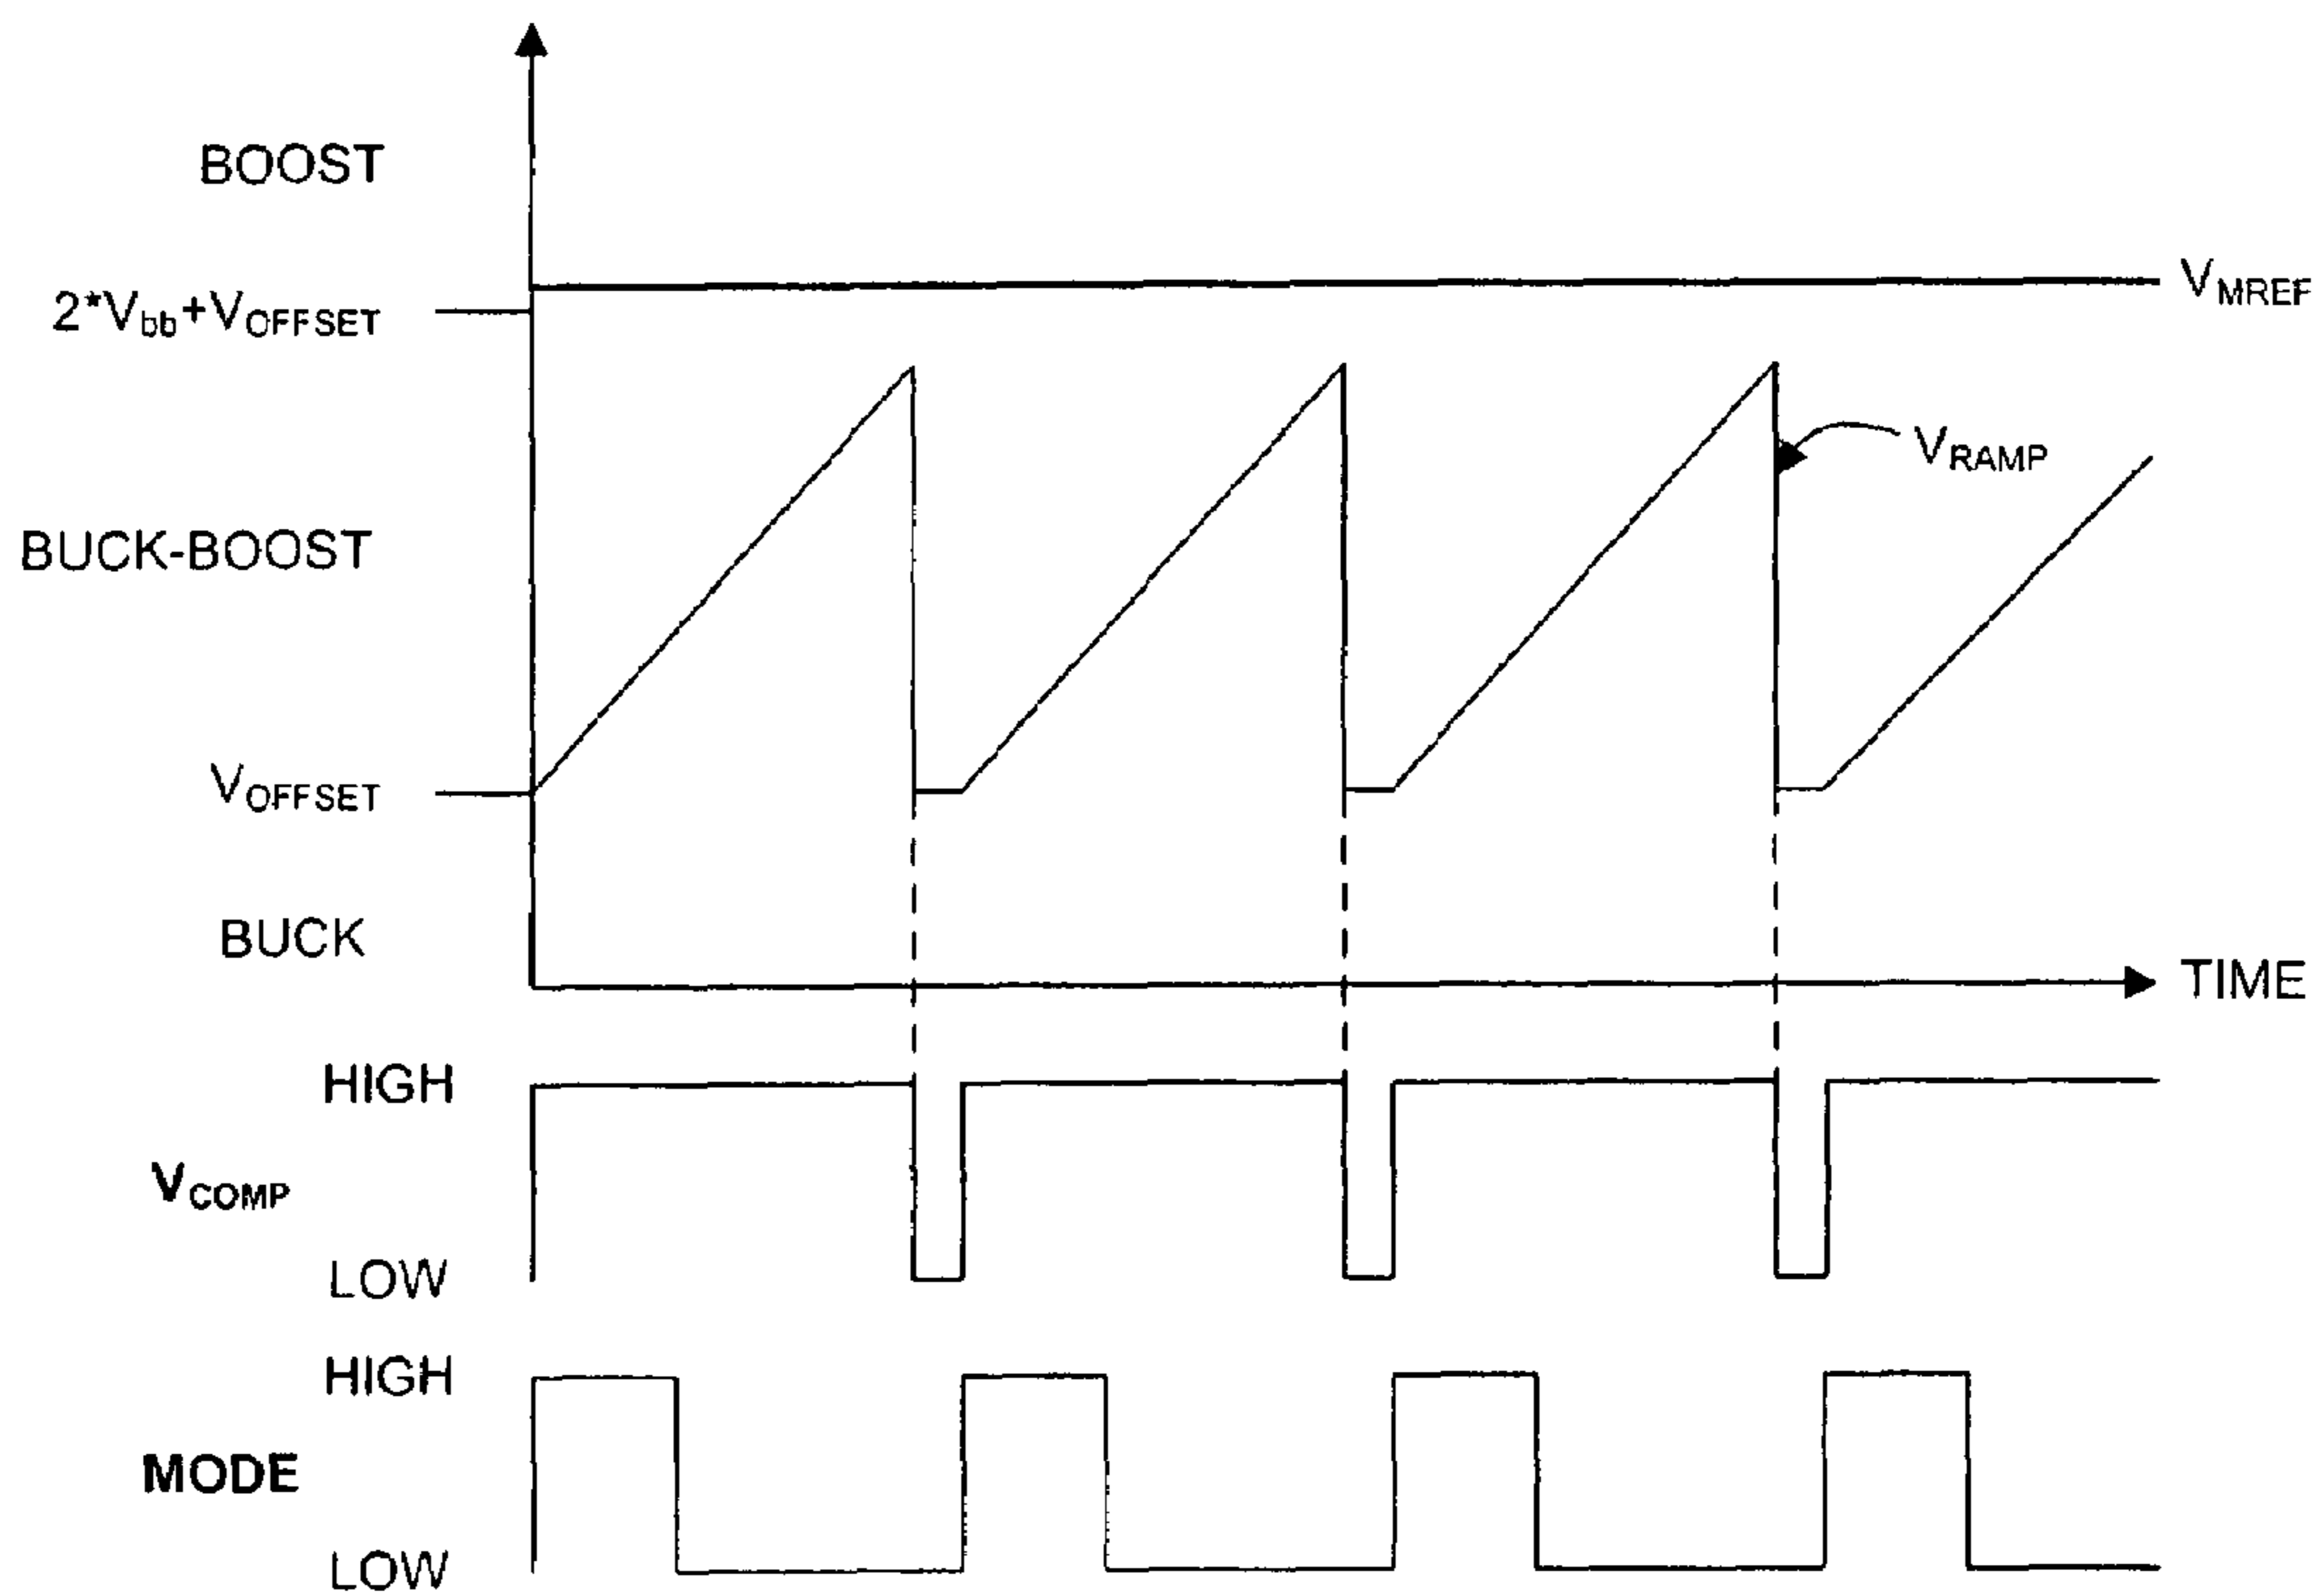 BOOST
2*Vbb+VOFFSET
VMREF
VRAMP
BUCK-BOOST
VOFFSET
BUCK
TIME
HIGH
VCOMP
LOW
HIGH
MODE
LOW